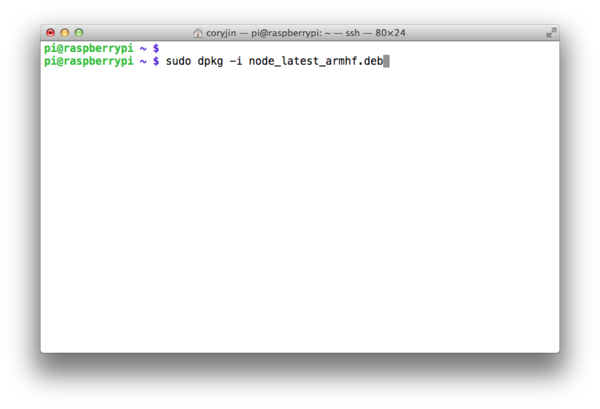 coryjin — pi@raspberrypi: ~ — ssh — 80×24
pi@raspberrypi ~ $
pi@raspberrypi ~ $ sudo dpkg -i node_latest_armhf.deb